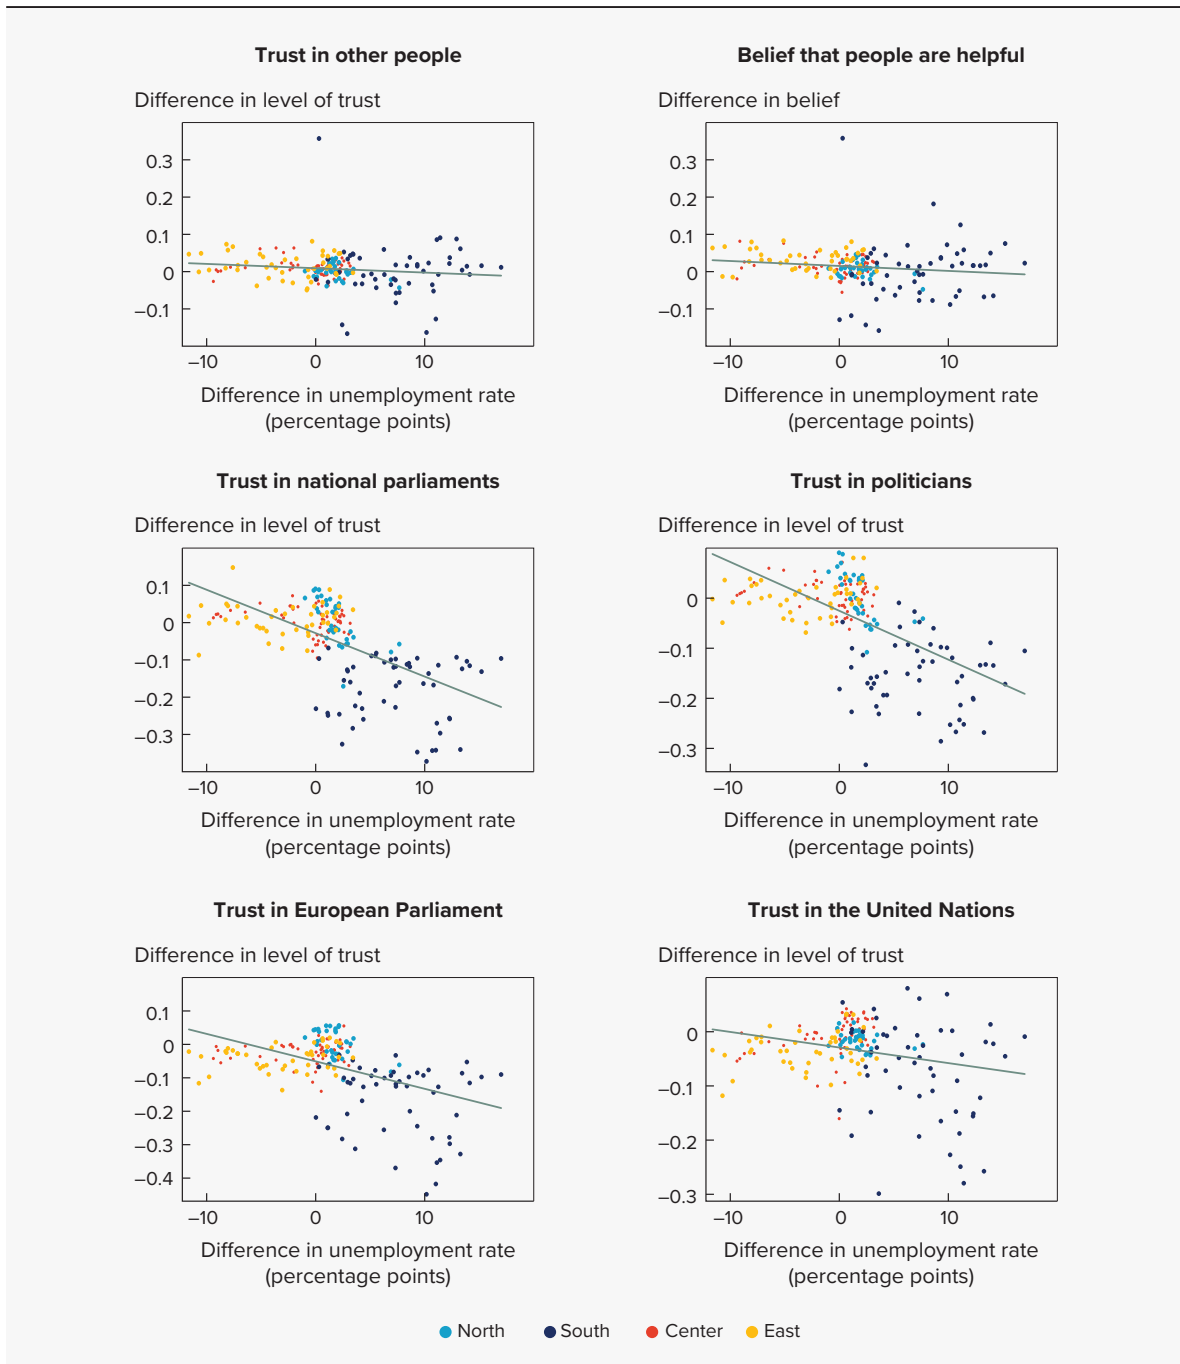 Trust in other people
Difference in level of trust
0.3
0.2
0.1
0
–0.1
–10 0 10
Difference in unemployment rate
(percentage points)
Belief that people are helpful
Difference in belief
0.3
0.2
0.1
0
–0.1
–10 0 10
Difference in unemployment rate
(percentage points)
Trust in national parliaments
Difference in level of trust
0.1
0
–0.1
–0.2
–0.3
–10 0 10
Difference in unemployment rate
(percentage points)
Trust in politicians
Difference in level of trust
0
–0.1
–0.2
–0.3
–10 0 10
Difference in unemployment rate
(percentage points)
Trust in European Parliament
Difference in level of trust
0.1
0
–0.1
–0.2
–0.3
–0.4
–10 0 10
Difference in unemployment rate
(percentage points)
Trust in the United Nations
Difference in level of trust
0
–0.1
–0.2
–0.3
–10 0 10
Difference in unemployment rate
(percentage points)
North South Center East